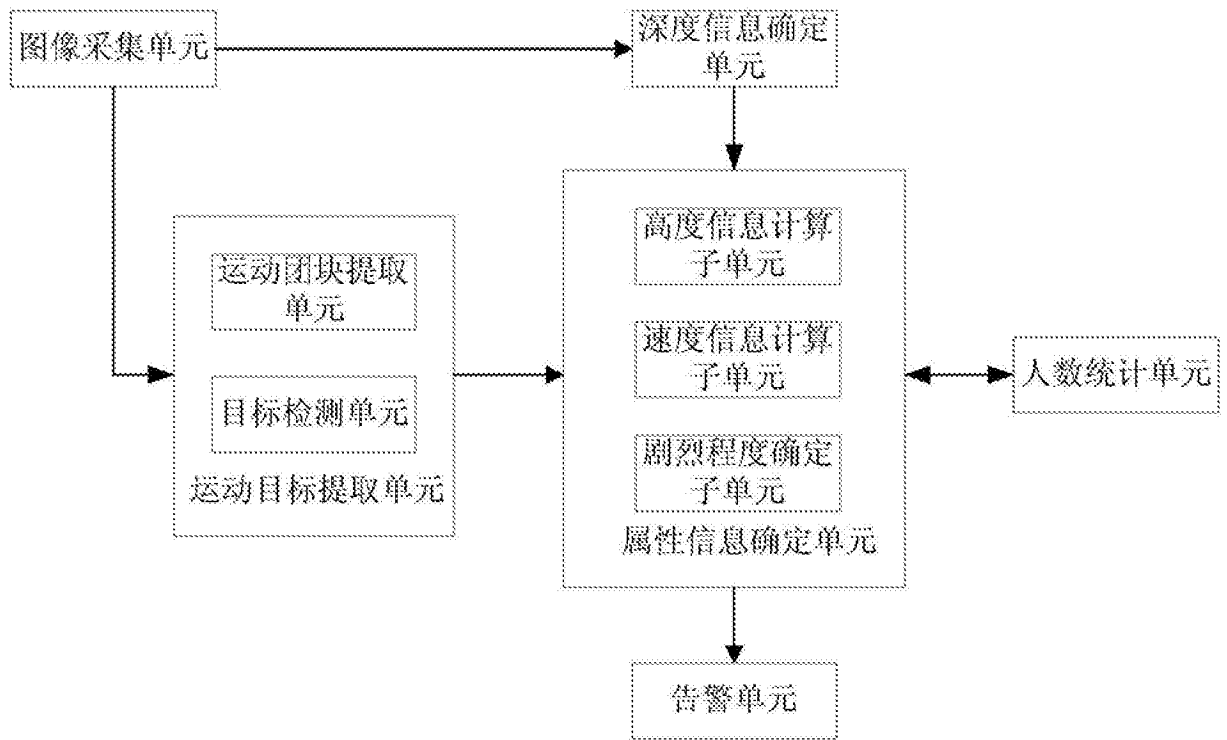 图像采集单元
深度信息确定
单元
运动团块提取
单元
目标检测单元
运动目标提取单元
高度信息计算
子单元
速度信息计算
子单元
剧烈程度确定
子单元
属性信息确定单元
人数统计单元
告警单元